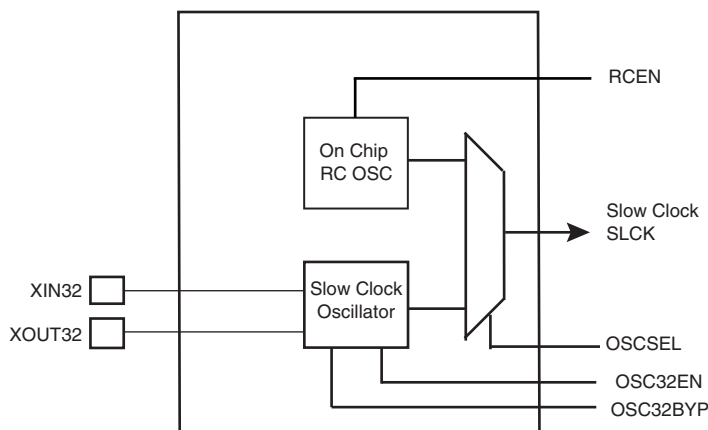 RCEN
On Chip
RC OSC
Slow Clock
SLCK
XIN32
Slow Clock
Oscillator
XOUT32
OSCSEL
OSC32EN
OSC32BYP